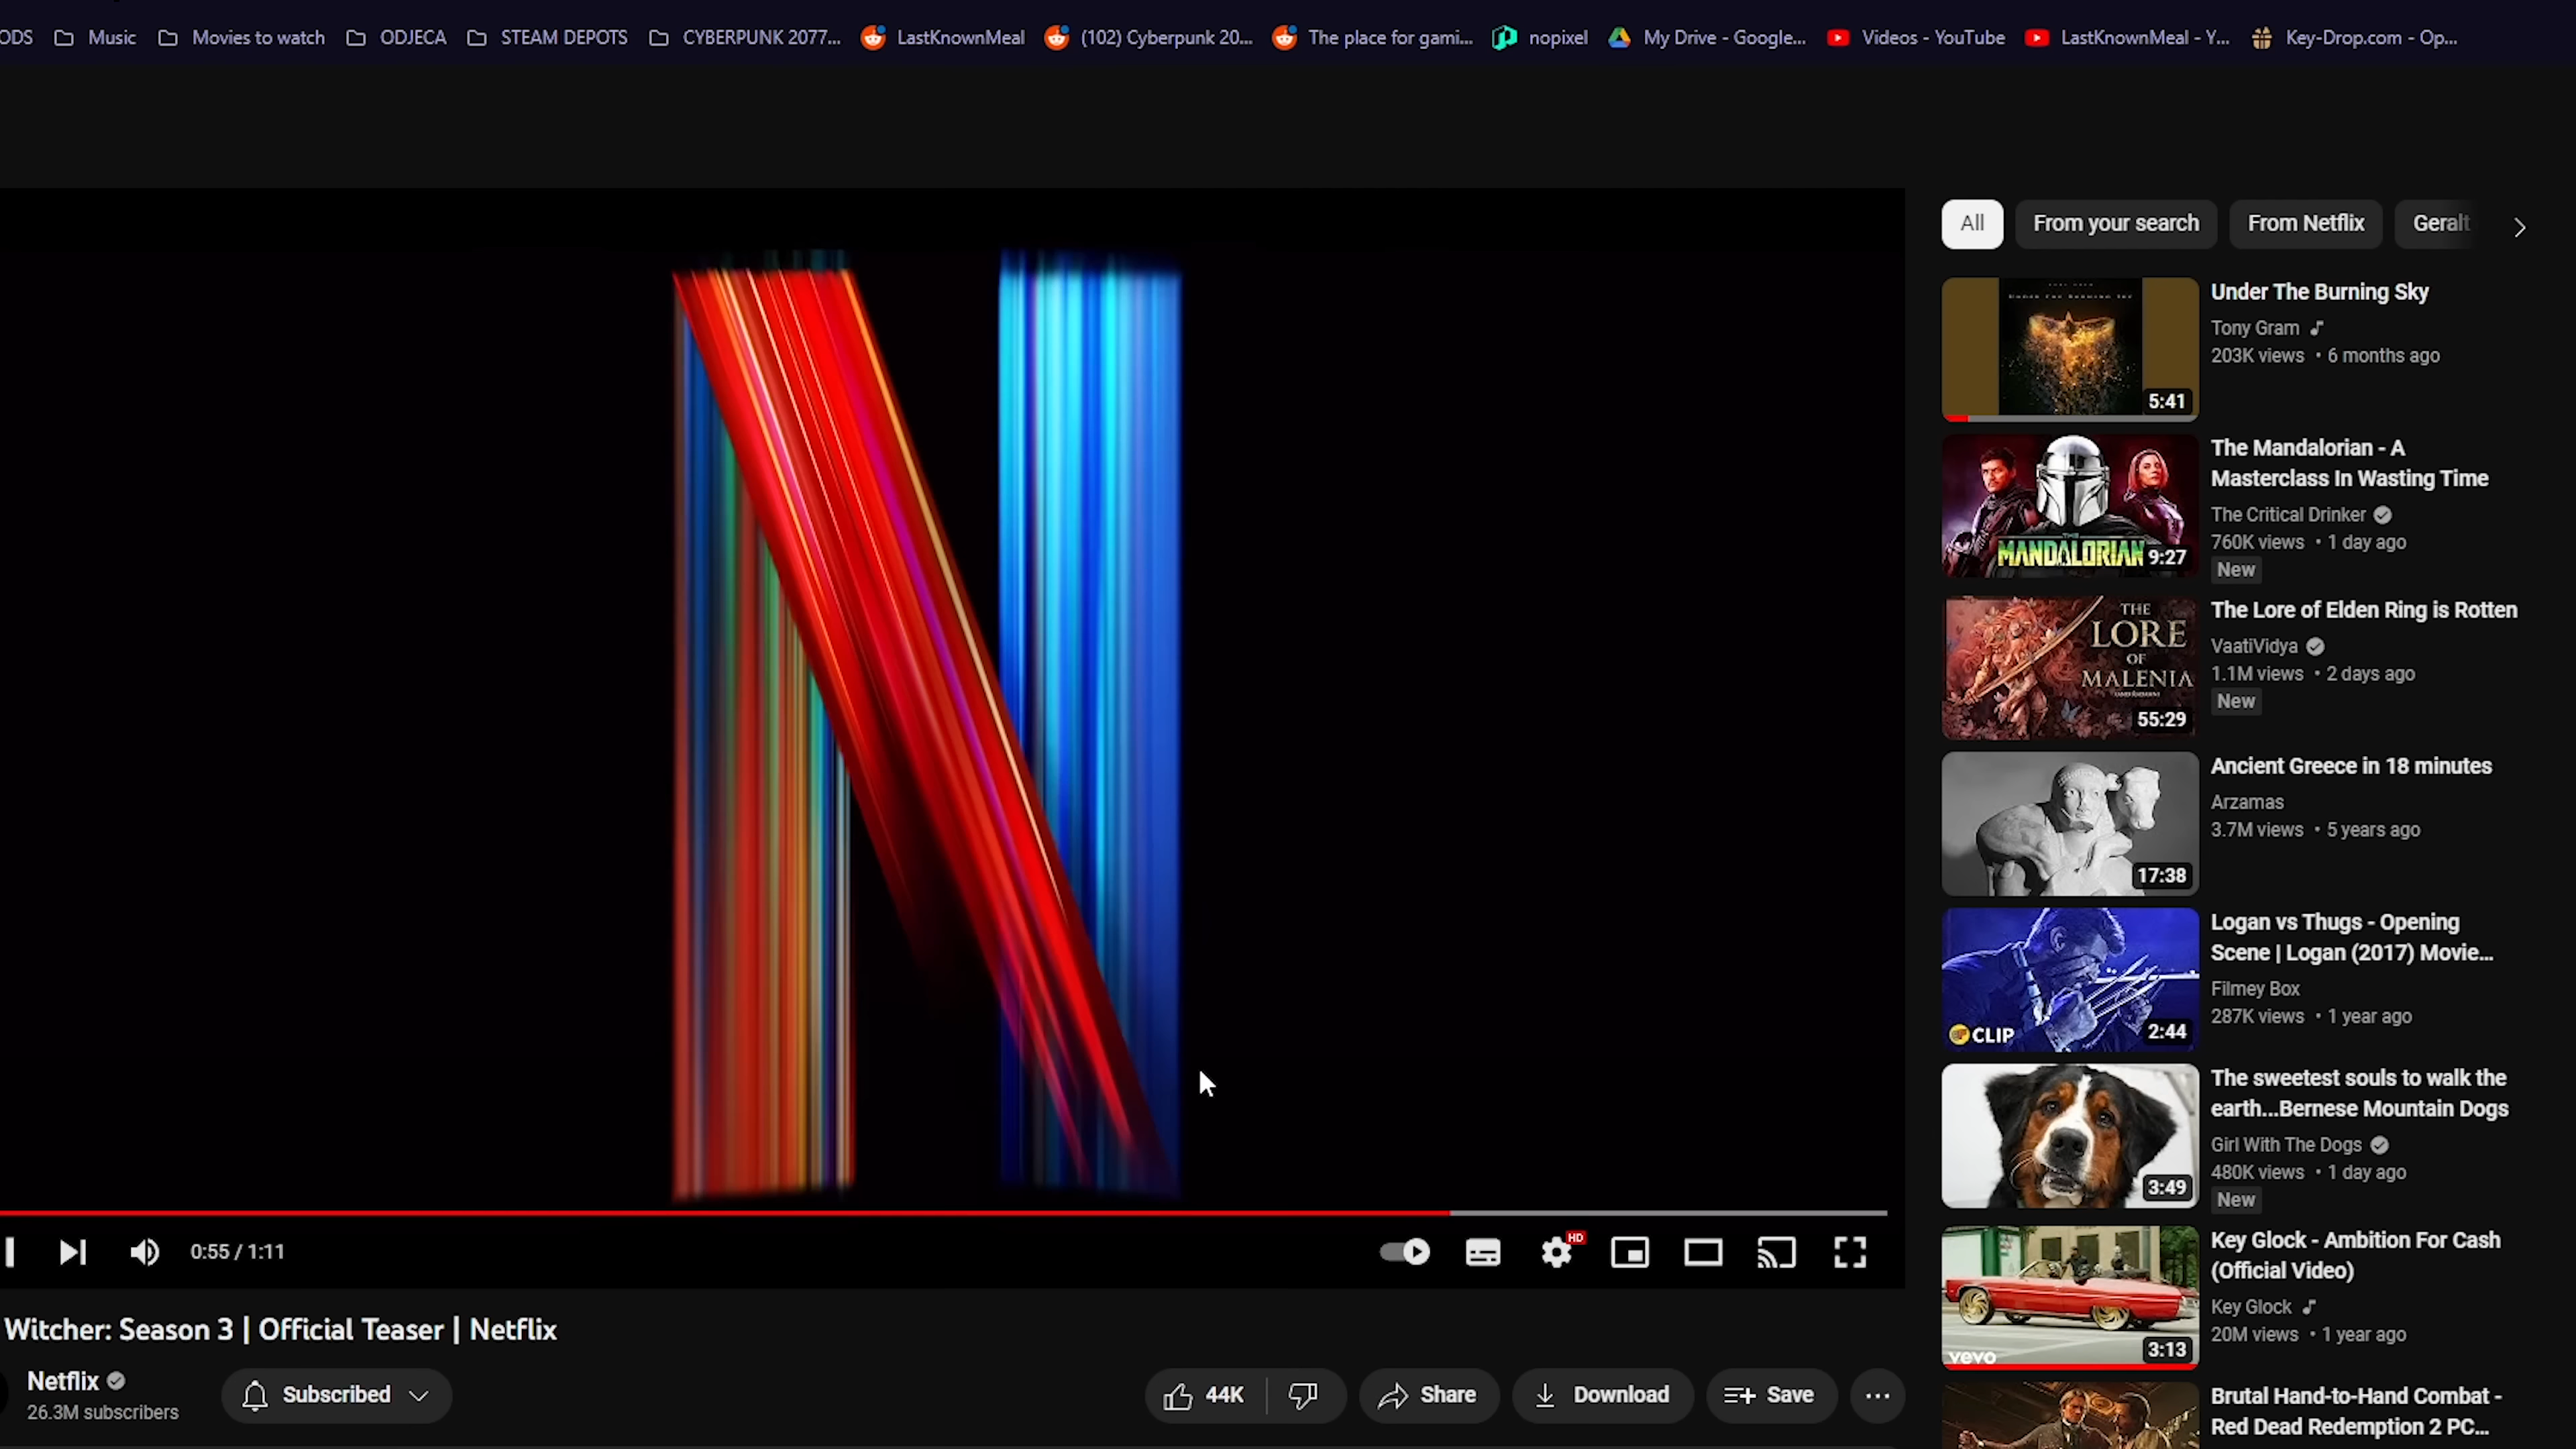 ODS Music Movies to watch ODJECA STEAM DEPOTS CYBERPUNK 2077... LastKnownMeal (102) Cyberpunk 20... The place for gami... nopixel My Drive - Google... Videos - YouTube LastKnownMeal - Y... Key-Drop.com - Op...
All From your search From Netflix Geralt
5:41
Under The Burning Sky
Tony Gram
203K views • 6 months ago
MANDALORIAN
9:27
The Mandalorian - A
Masterclass In Wasting Time
The Critical Drinker
760K views • 1 day ago
New
THE
LORE
OF
MALENIA
55:29
The Lore of Elden Ring is Rotten
VaatiVidya
1.1M views • 2 days ago
New
17:38
Ancient Greece in 18 minutes
Arzamas
3.7M views • 5 years ago
CLIP
2:44
Logan vs Thugs - Opening
Scene | Logan (2017) Movie...
Filmey Box
287K views • 1 year ago
3:49
The sweetest souls to walk the
earth...Bernese Mountain Dogs
Girl With The Dogs
480K views • 1 day ago
New
vevo
3:13
Key Glock - Ambition For Cash
(Official Video)
Key Glock
20M views • 1 year ago
Brutal Hand-to-Hand Combat -
Red Dead Redemption 2 PC...
0:55 / 1:11
HD
Witcher: Season 3 | Official Teaser | Netflix
Netflix
26.3M subscribers
Subscribed
44K
Share
Download
Save